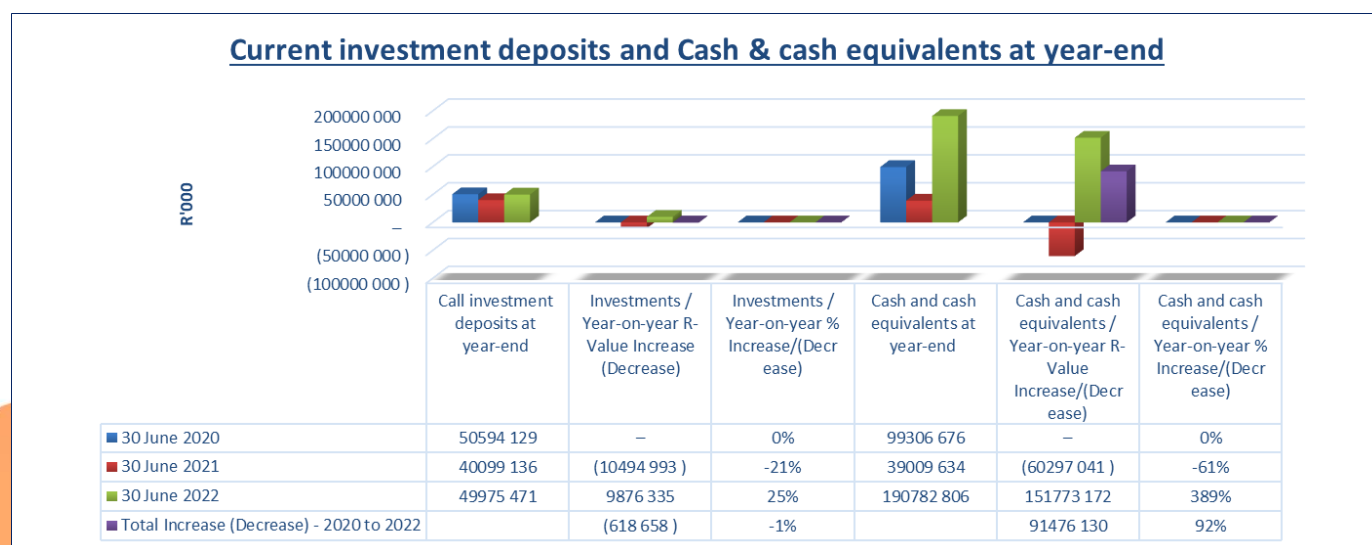 Current investment deposits and Cash & cash equivalents at year-end
R'000
200000 000
150000 000
100000 000
50000 000
–
(50000 000 )
(100000 000 )
Call investment
deposits at
year-end
Investments /
Year-on-year R-
Value Increase
(Decrease)
Investments /
Year-on-year %
Increase/(Decr
ease)
Cash and cash
equivalents at
year-end
Cash and cash
equivalents /
Year-on-year R-
Value
Increase/(Decr
ease)
Cash and cash
equivalents /
Year-on-year %
Increase/(Decr
ease)
30 June 2020 50594 129 – 0% 99306 676 – 0%
30 June 2021 40099 136 (10494 993 ) -21% 39009 634 (60297 041 ) -61%
30 June 2022 49975 471 9876 335 25% 190782 806 151773 172 389%
Total Increase (Decrease) - 2020 to 2022 (618 658 ) -1% 91476 130 92%